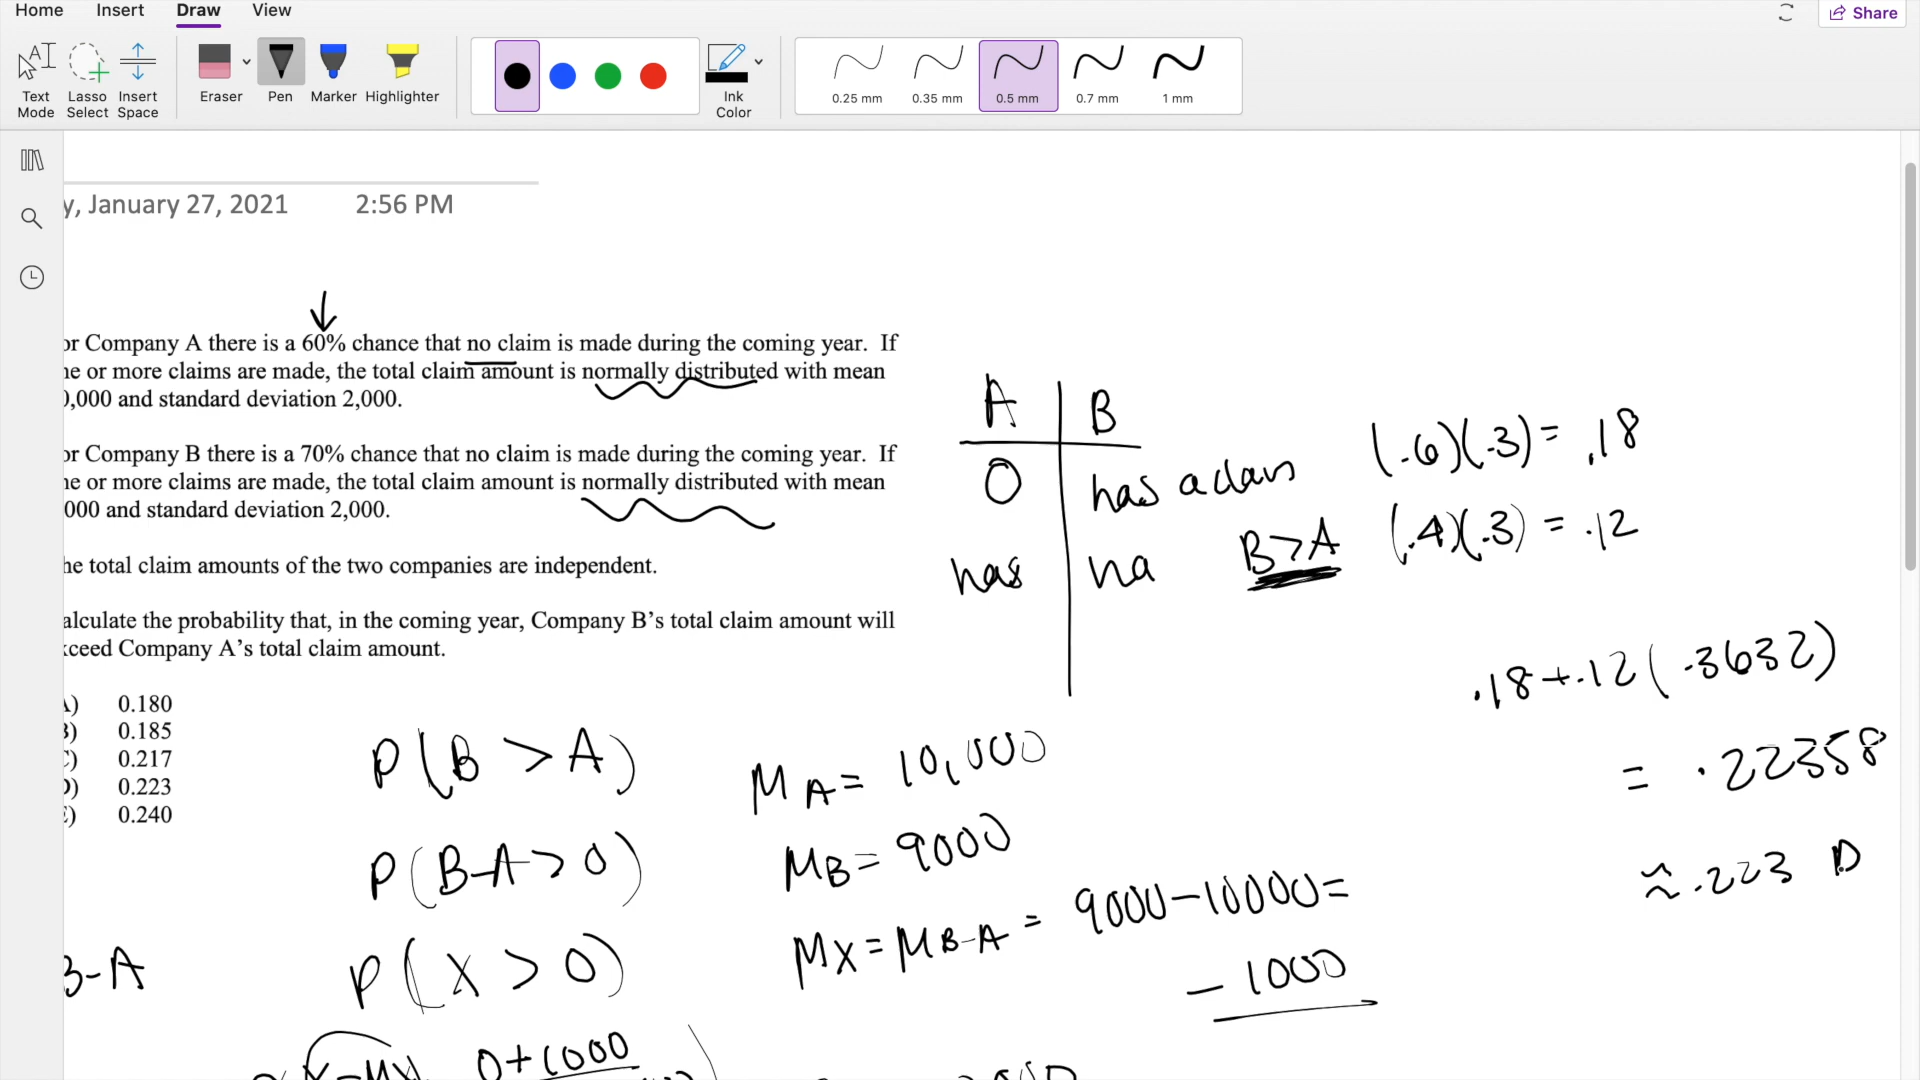 Home Insert Draw View
Share
Text Mode
Lasso Select
Insert Space
Eraser
Pen
Marker
Highlighter
Ink Color
0.25 mm
0.35 mm
0.5 mm
0.7 mm
1 mm
y, January 27, 2021 2:56 PM
or Company A there is a 60% chance that no claim is made during the coming year. If
ne or more claims are made, the total claim amount is normally distributed with mean
0,000 and standard deviation 2,000.
or Company B there is a 70% chance that no claim is made during the coming year. If
ne or more claims are made, the total claim amount is normally distributed with mean
000 and standard deviation 2,000.
he total claim amounts of the two companies are independent.
alculate the probability that, in the coming year, Company B's total claim amount will
xceed Company A's total claim amount.
A) 0.180
B) 0.185
C) 0.217
D) 0.223
E) 0.240
A B
0 has a claim (.6)(.3) = .18
has ha B>A (.4)(.3) = .12
.18+.12(.3632)
= .22358
≈ .223 D
P(B > A)
P(B-A > 0)
P(X > 0)
B-A
MA = 10,000
MB = 9000
MX = MB-A = 9000-10000=
-1000
0+1000